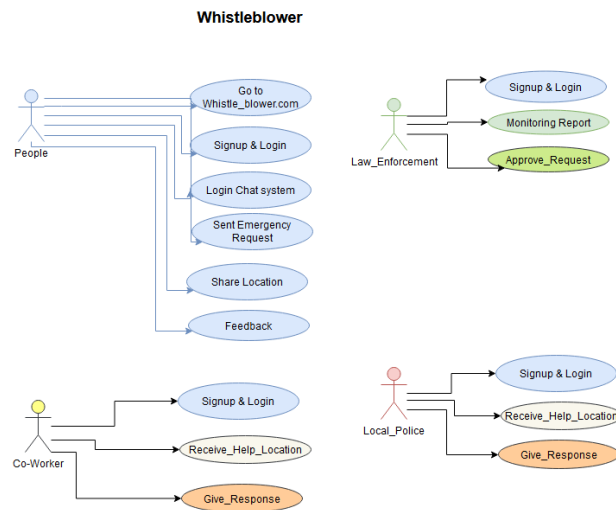 Whistleblower
Go to
Whistle_blower.com
Signup & Login
Login Chat system
Sent Emergency
Request
Share Location
Feedback
People
Signup & Login
Monitoring Report
Approve_Request
Law_Enforcement
Signup & Login
Receive_Help_Location
Give_Response
Co-Worker
Signup & Login
Receive_Help_Location
Give_Response
Local_Police